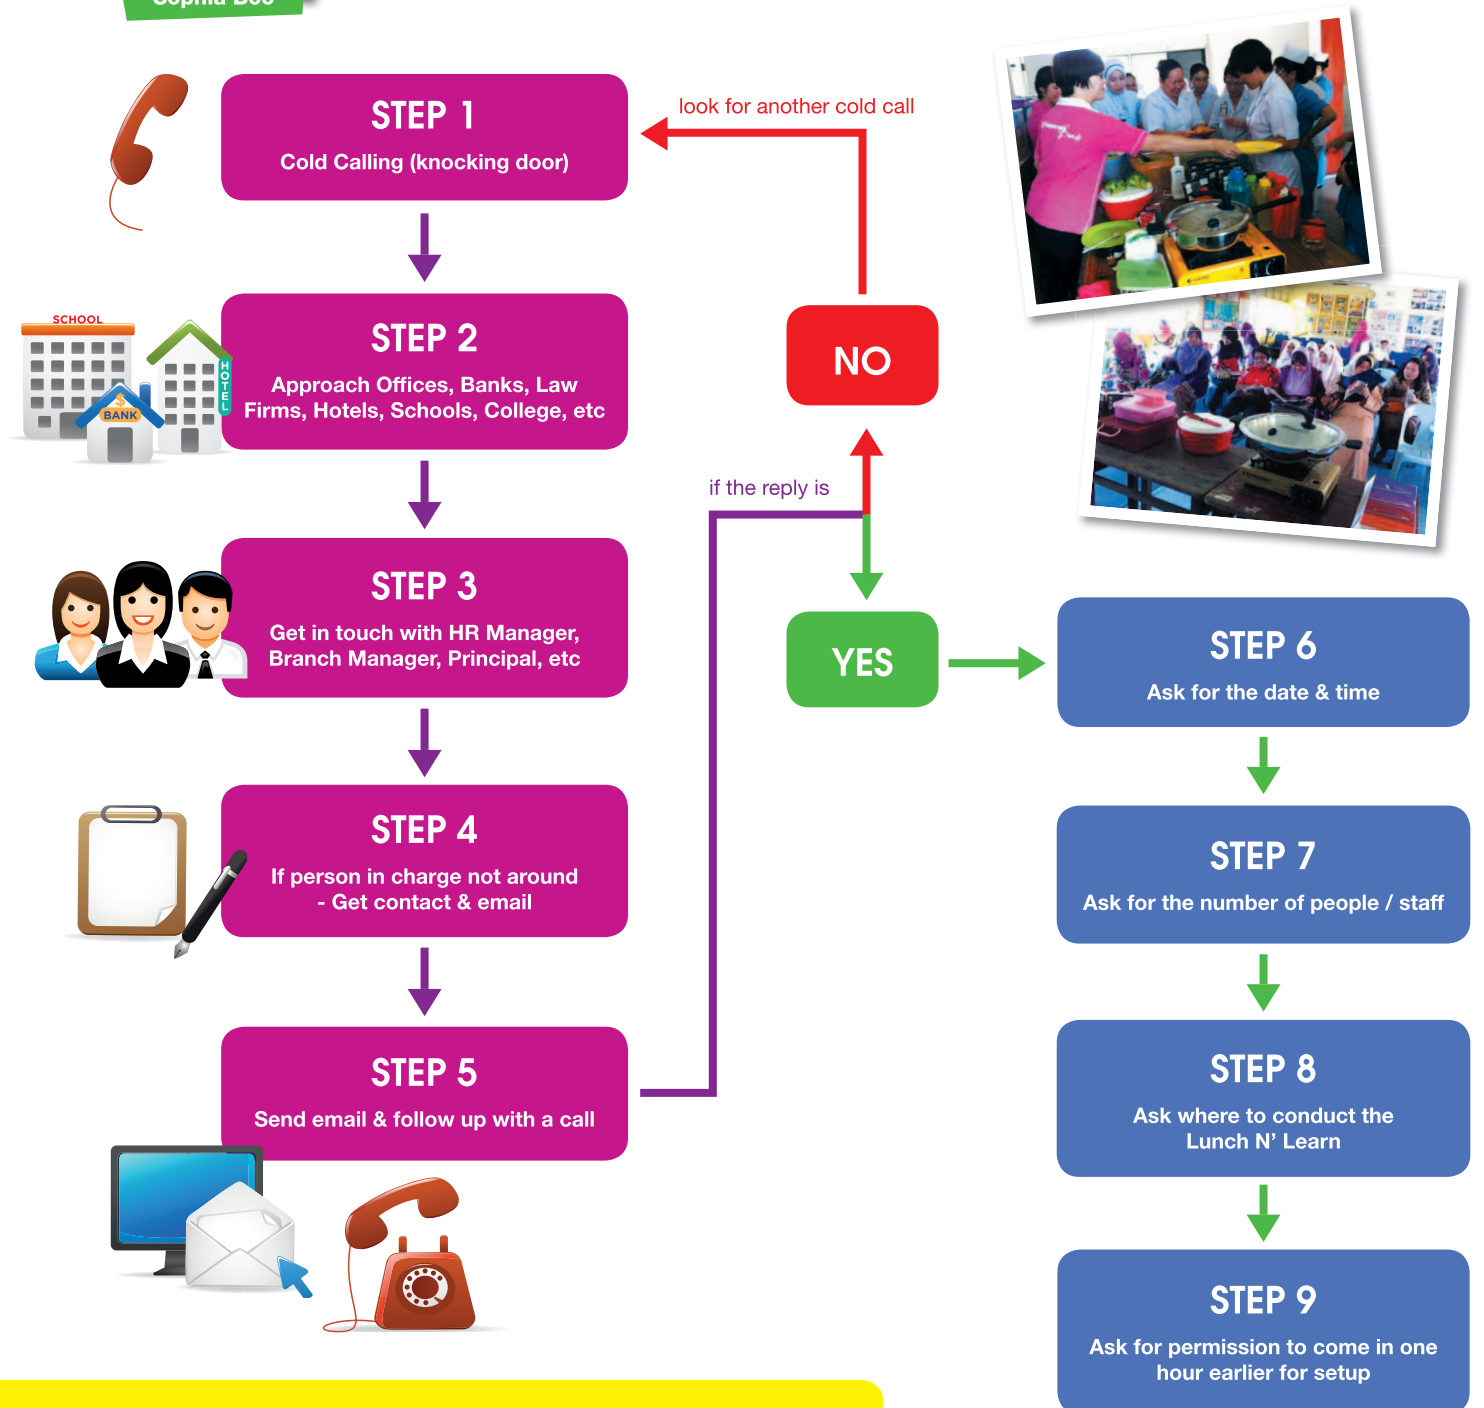 STEP 1
Cold Calling (knocking door)
look for another cold call
SCHOOL
HOTEL
$
BANK
STEP 2
Approach Offices, Banks, Law
Firms, Hotels, Schools, College, etc
NO
if the reply is
STEP 3
Get in touch with HR Manager,
Branch Manager, Principal, etc
YES
STEP 4
If person in charge not around
- Get contact & email
STEP 5
Send email & follow up with a call
STEP 6
Ask for the date & time
STEP 7
Ask for the number of people / staff
STEP 8
Ask where to conduct the
Lunch N’ Learn
STEP 9
Ask for permission to come in one
hour earlier for setup